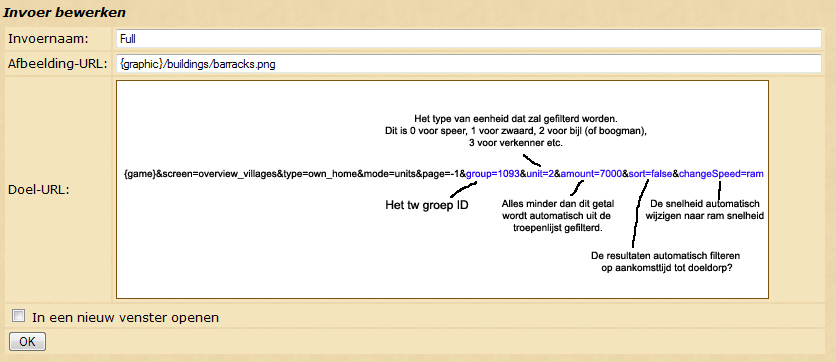 Invoer bewerken
Invoernaam: Full
Afbeelding-URL: {graphic}/buildings/barracks.png
Het type van eenheid dat zal gefilterd worden.
Dit is 0 voor speer, 1 voor zwaard, 2 voor bijl (of boogman),
3 voor verkenner etc.
Doel-URL: {game}&screen=overview_villages&type=own_home&mode=units&page=-1&group=1093&unit=2&amount=7000&sort=false&changeSpeed=ram
Het tw groep ID
Alles minder dan dit getal
wordt automatisch uit de
troepenlijst gefilterd.
De snelheid automatisch
wijzigen naar ram snelheid
De resultaten automatisch filteren
op aankomsttijd tot doeldorp?
In een nieuw venster openen
OK